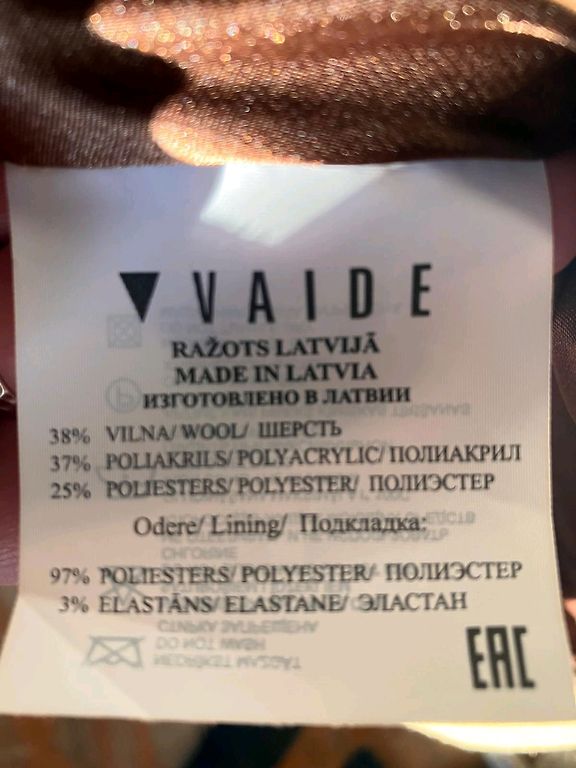 VAIDE
RAŽOTS LATVIJĀ
MADE IN LATVIA
ИЗГОТОВЛЕНО В ЛАТВИИ
38% VILNA/ WOOL/ ШЕРСТЬ
37% POLIAKRILS/ POLYACRYLIC/ ПОЛИАКРИЛ
25% POLIESTERS/ POLYESTER/ ПОЛИЭСТЕР
Odere/ Lining/ Подкладка:
97% POLIESTERS/ POLYESTER/ ПОЛИЭСТЕР
3% ELASTĀNS/ ELASTANE/ ЭЛАСТАН
EAC